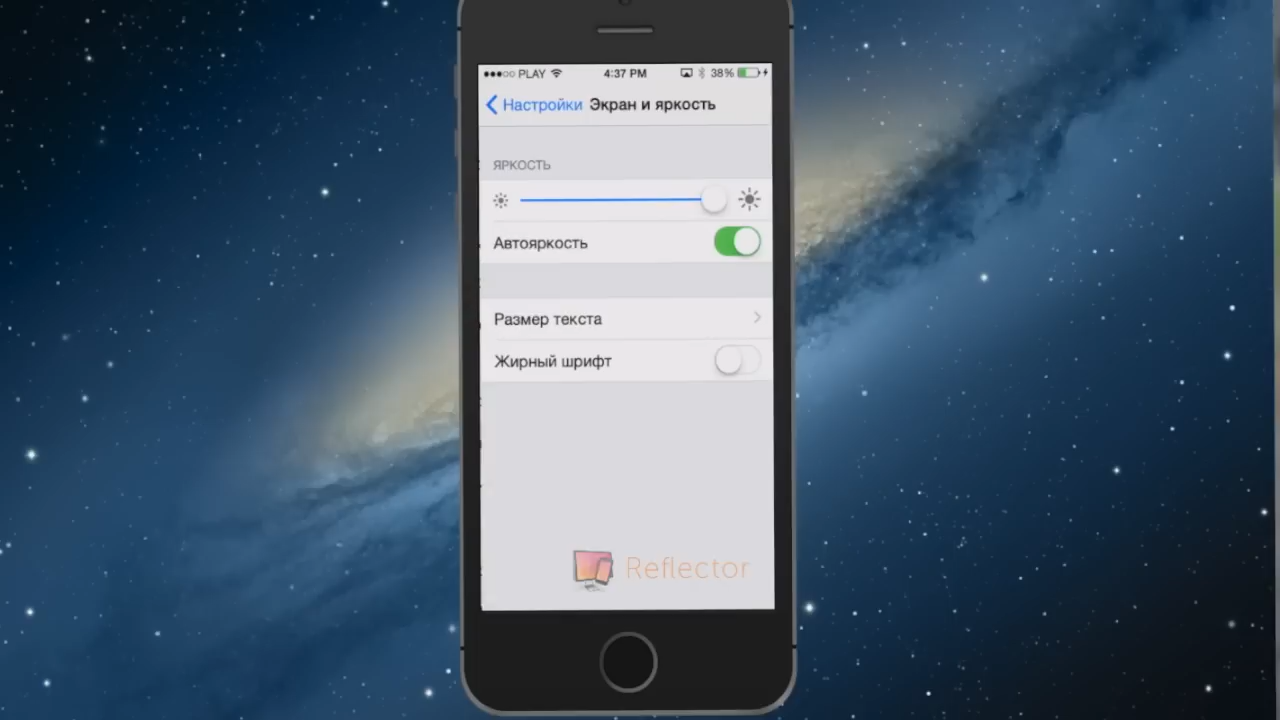 PLAY 4:37 PM 38%
Настройки Экран и яркость
ЯРКОСТЬ
Автояркость
Размер текста
Жирный шрифт
Reflector